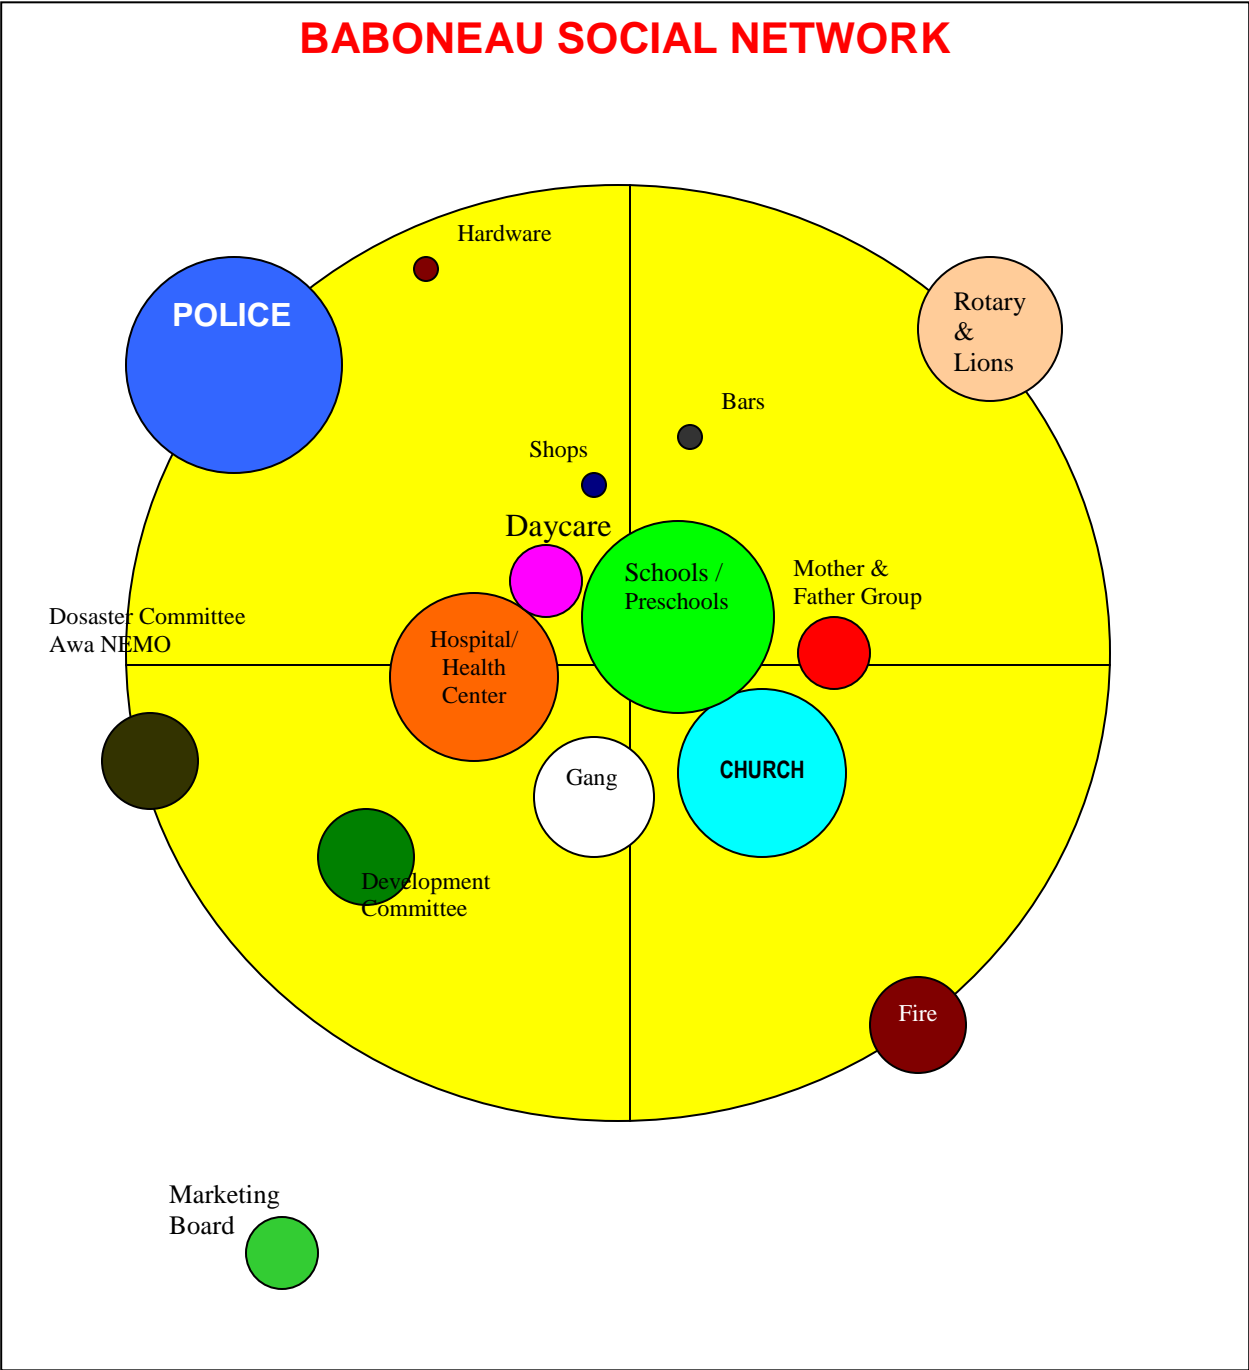 BABONEAU SOCIAL NETWORK
Hardware
POLICE
Rotary
&
Lions
Bars
Shops
Daycare
Schools /
Preschools
Mother &
Father Group
Dosaster Committee
Awa NEMO
Hospital/
Health
Center
Gang
CHURCH
Development
Committee
Fire
Marketing
Board